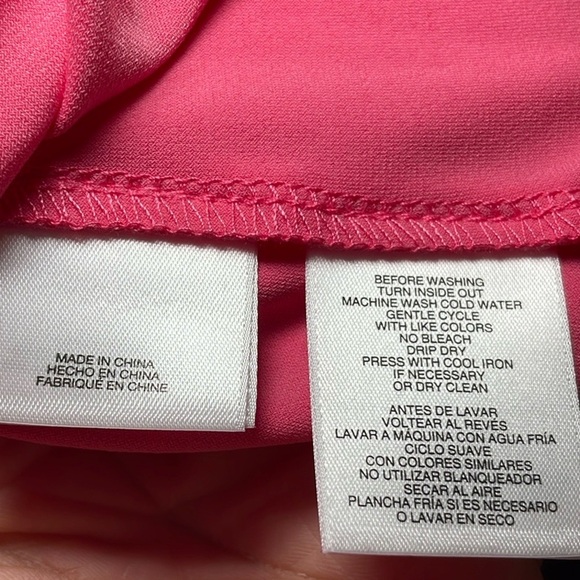 MADE IN CHINA
HECHO EN CHINA
FABRIQUÉ EN CHINE
BEFORE WASHING
TURN INSIDE OUT
MACHINE WASH COLD WATER
GENTLE CYCLE
WITH LIKE COLORS
NO BLEACH
DRIP DRY
PRESS WITH COOL IRON
IF NECESSARY
OR DRY CLEAN
ANTES DE LAVAR
VOLTEAR AL REVÉS
LAVAR A MÁQUINA CON AGUA FRÍA
CICLO SUAVE
CON COLORES SIMILARES
NO UTILIZAR BLANQUEADOR
SECAR AL AIRE
PLANCHA FRÍA SI ES NECESARIO
O LAVAR EN SECO